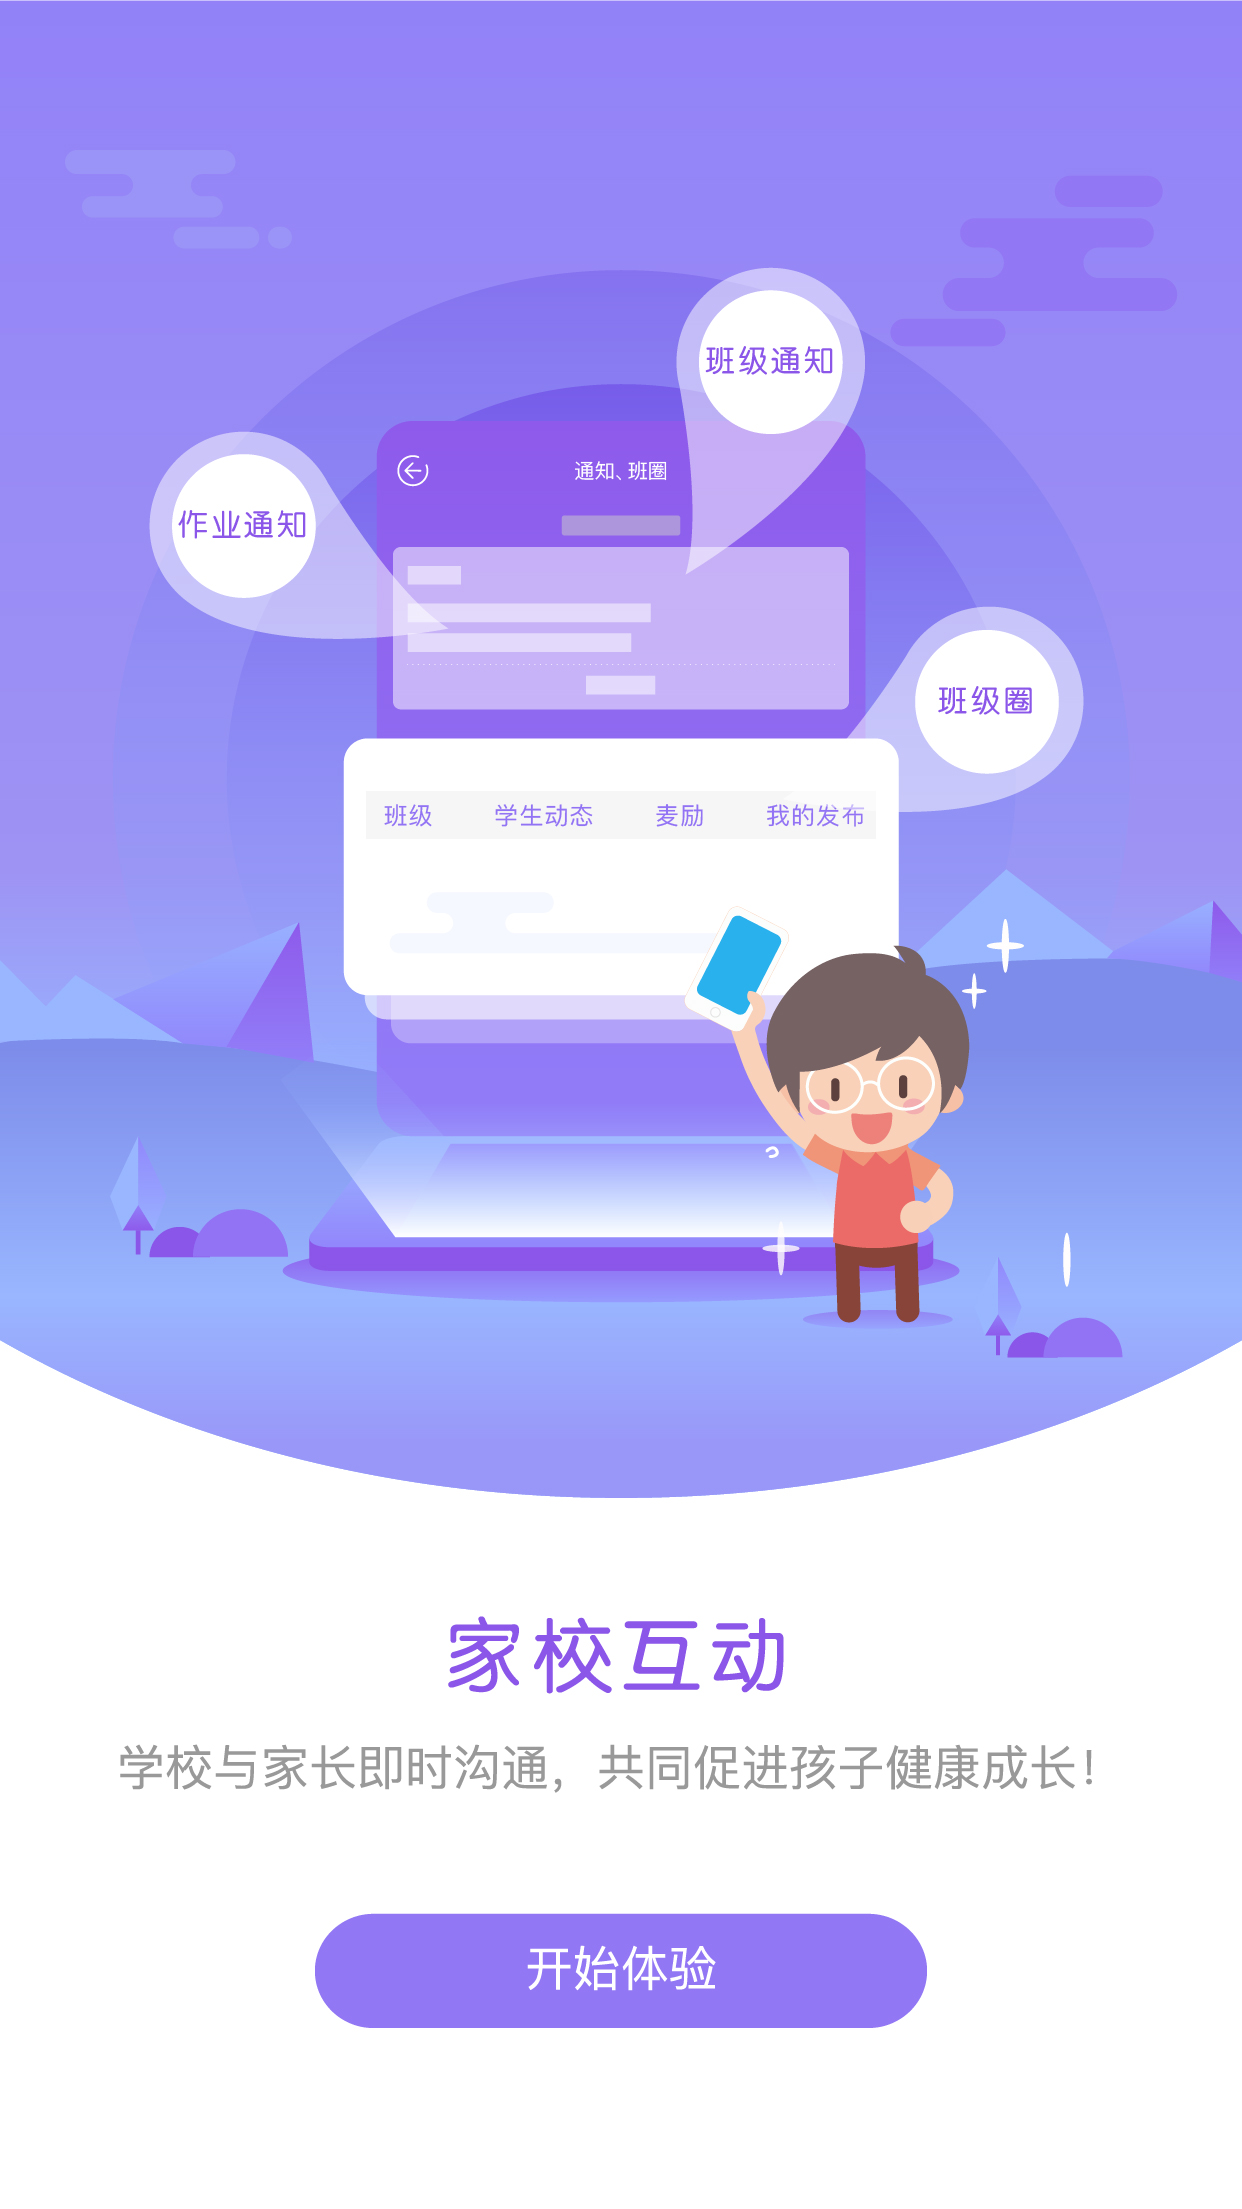 班级通知
通知、班圈
作业通知
班级圈
班级 学生动态 麦励 我的发布
家校互动
学校与家长即时沟通，共同促进孩子健康成长！
开始体验